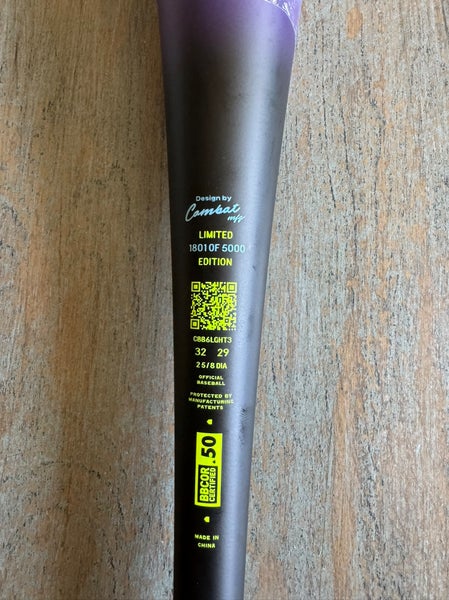 Design by
Combat
mfg
LIMITED
1801 OF 5000
EDITION
CBB6LGHT3
32 29
2 5/8 DIA
OFFICIAL
BASEBALL
PROTECTED BY
MANUFACTURING
PATENTS
BBCOR
CERTIFIED
.50
MADE IN
CHINA